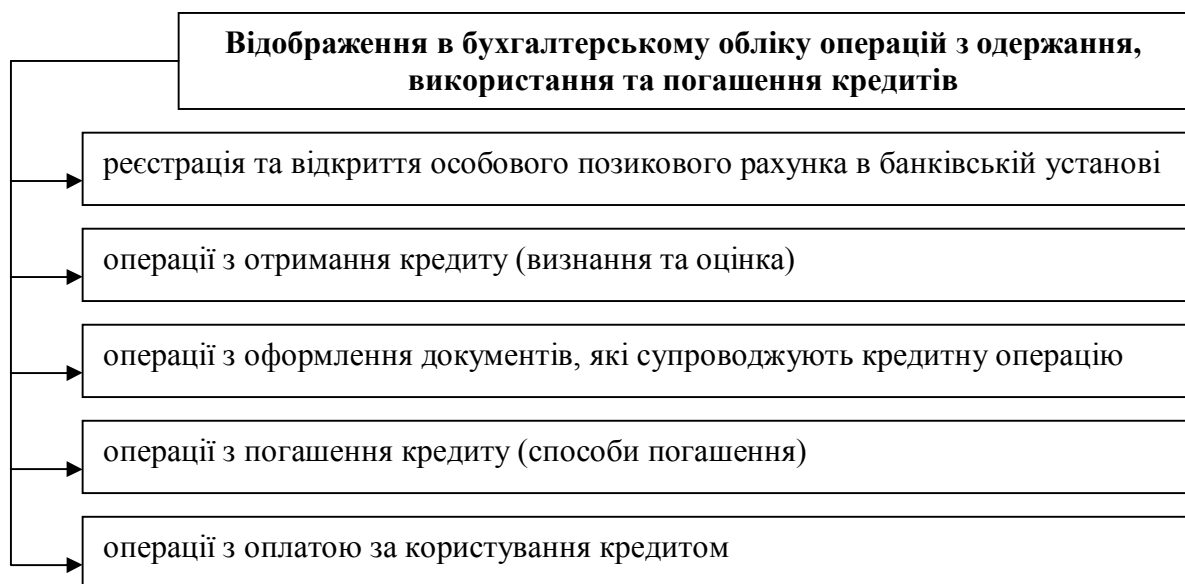 Відображення в бухгалтерському обліку операцій з одержання,
використання та погашення кредитів
реєстрація та відкриття особового позикового рахунка в банківській установі
операції з отримання кредиту (визнання та оцінка)
операції з оформлення документів, які супроводжують кредитну операцію
операції з погашення кредиту (способи погашення)
операції з оплатою за користування кредитом